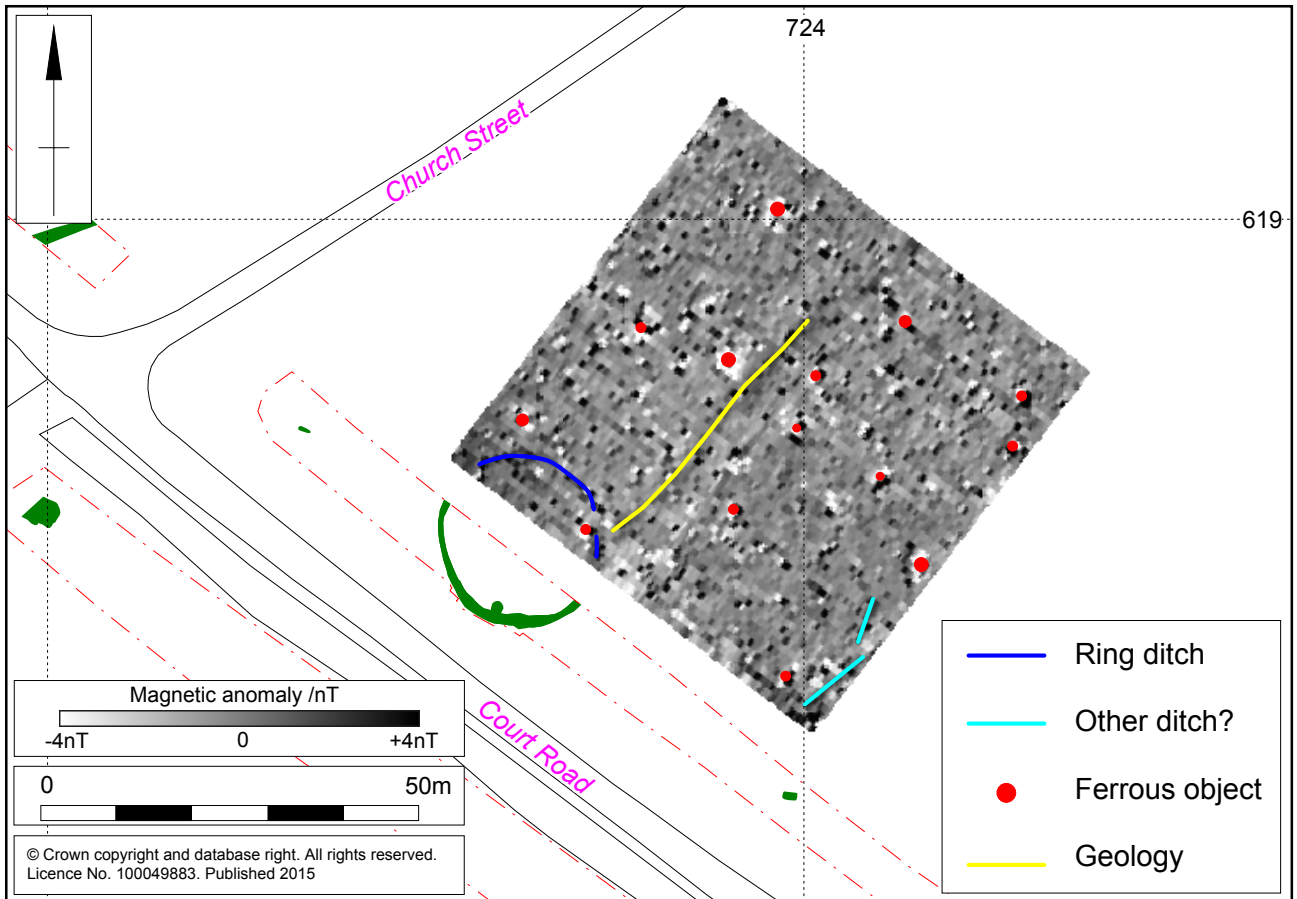 724
Church Street
619
Court Road
Magnetic anomaly /nT
-4nT 0 +4nT
0 50m
© Crown copyright and database right. All rights reserved.
Licence No. 100049883. Published 2015
Ring ditch
Other ditch?
Ferrous object
Geology